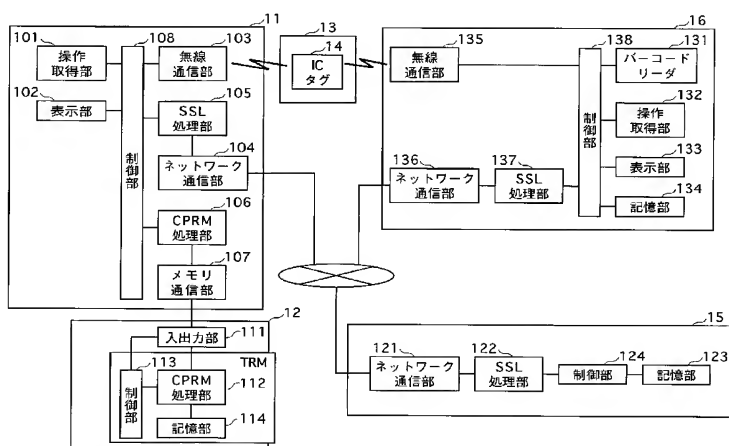 11
101
操作
取得部
102
表示部
108
制御部
103
無線
通信部
105
SSL
処理部
104
ネットワーク
通信部
106
CPRM
処理部
107
メモリ
通信部
13
14
IC
タグ
16
135
無線
通信部
138
制御部
131
バーコード
リーダ
132
操作
取得部
133
表示部
134
記憶部
136
ネットワーク
通信部
137
SSL
処理部
12
入出力部
111
TRM
113
制御部
CPRM
処理部
112
記憶部
114
15
121
ネットワーク
通信部
122
SSL
処理部
124
制御部
123
記憶部